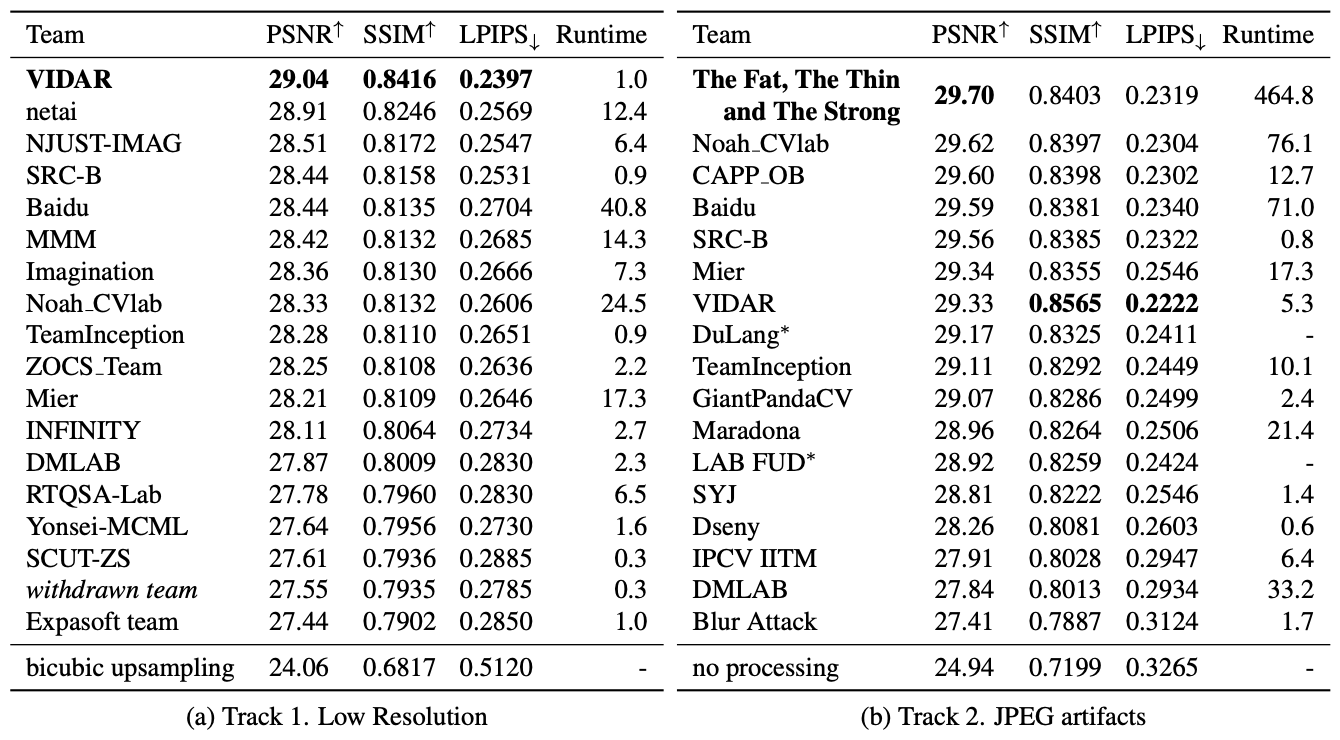 Team PSNR↑ SSIM↑ LPIPS↓ Runtime
VIDAR 29.04 0.8416 0.2397 1.0
netai 28.91 0.8246 0.2569 12.4
NJUST-IMAG 28.51 0.8172 0.2547 6.4
SRC-B 28.44 0.8158 0.2531 0.9
Baidu 28.44 0.8135 0.2704 40.8
MMM 28.42 0.8132 0.2685 14.3
Imagination 28.36 0.8130 0.2666 7.3
Noah_CVlab 28.33 0.8132 0.2606 24.5
TeamInception 28.28 0.8110 0.2651 0.9
ZOCS_Team 28.25 0.8108 0.2636 2.2
Mier 28.21 0.8109 0.2646 17.3
INFINITY 28.11 0.8064 0.2734 2.7
DMLAB 27.87 0.8009 0.2830 2.3
RTQSA-Lab 27.78 0.7960 0.2830 6.5
Yonsei-MCML 27.64 0.7956 0.2730 1.6
SCUT-ZS 27.61 0.7936 0.2885 0.3
withdrawn team 27.55 0.7935 0.2785 0.3
Expasoft team 27.44 0.7902 0.2850 1.0
bicubic upsampling 24.06 0.6817 0.5120 -
(a) Track 1. Low Resolution
Team PSNR↑ SSIM↑ LPIPS↓ Runtime
The Fat, The Thin
and The Strong 29.70 0.8403 0.2319 464.8
Noah_CVlab 29.62 0.8397 0.2304 76.1
CAPP_OB 29.60 0.8398 0.2302 12.7
Baidu 29.59 0.8381 0.2340 71.0
SRC-B 29.56 0.8385 0.2322 0.8
Mier 29.34 0.8355 0.2546 17.3
VIDAR 29.33 0.8565 0.2222 5.3
DuLang* 29.17 0.8325 0.2411 -
TeamInception 29.11 0.8292 0.2449 10.1
GiantPandaCV 29.07 0.8286 0.2499 2.4
Maradona 28.96 0.8264 0.2506 21.4
LAB FUD* 28.92 0.8259 0.2424 -
SYJ 28.81 0.8222 0.2546 1.4
Dseny 28.26 0.8081 0.2603 0.6
IPCV IITM 27.91 0.8028 0.2947 6.4
DMLAB 27.84 0.8013 0.2934 33.2
Blur Attack 27.41 0.7887 0.3124 1.7
no processing 24.94 0.7199 0.3265 -
(b) Track 2. JPEG artifacts